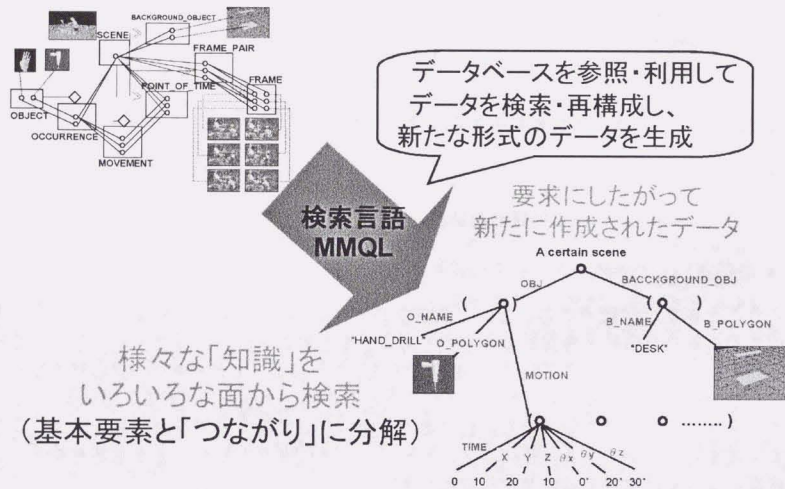 BACKGROUND_OBJECT
SCENE
FRAME_PAIR
FRAME
POINT_OF_TIME
OBJECT
OCCURRENCE
MOVEMENT
データベースを参照・利用して
データを検索・再構成し、
新たな形式のデータを生成
検索言語
MMQL
要求にしたがって
新たに作成されたデータ
A certain scene
OBJ
BACCKGROUND_OBJ
( ) ( )
O_NAME
B_NAME
B_POLYGON
"HAND_DRILL"
O_POLYGON
"DESK"
MOTION
様々な「知識」を
いろいろな面から検索
(基本要素と「つながり」に分解)
( ........)
TIME X Y Z θx θy θz
0 10 20 10 0° 20° 30°